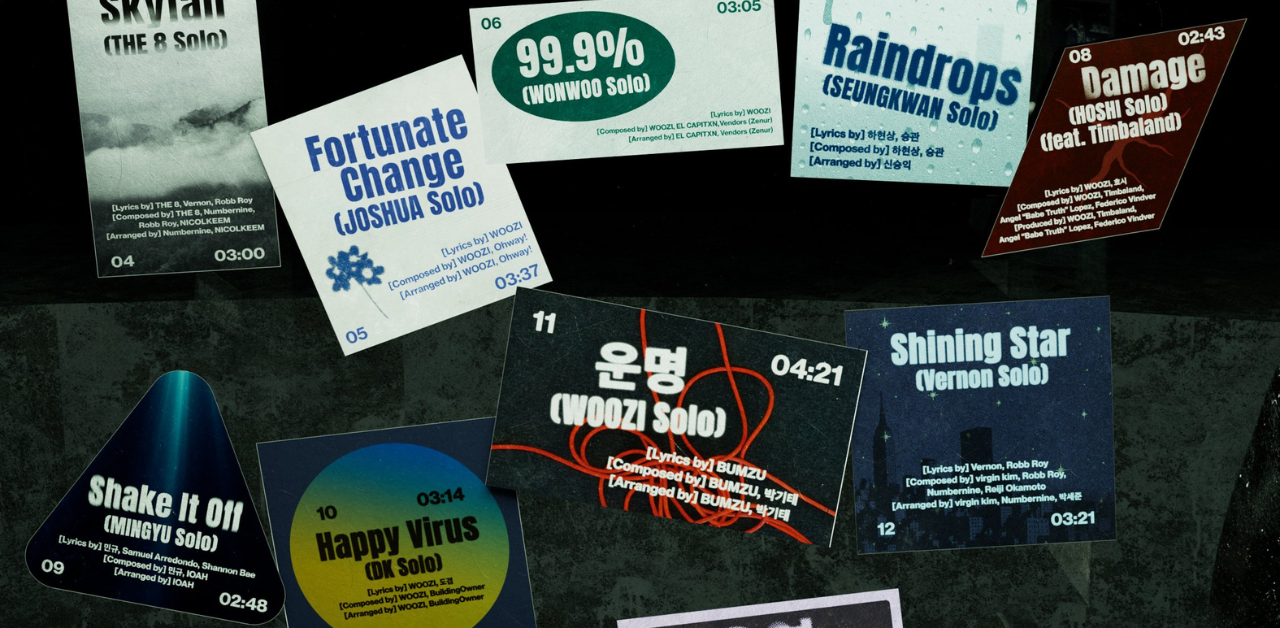 Skyfall
(THE 8 Solo)
[Lyrics by] THE 8, Vernon, Robb Roy
[Composed by] THE 8, Numbernine,
Robb Roy, NICOLKEEM
[Arranged by] Numbernine, NICOLKEEM
04
03:00
Fortunate
Change
(JOSHUA Solo)
[Lyrics by] WOOZI
[Composed by] WOOZI, Ohway!
[Arranged by] WOOZI, Ohway!
03:37
05
06
03:05
99.9%
(WONWOO Solo)
[Lyrics by] WOOZI
[Composed by] WOOZI, EL CAPITXN, Vendors (Zenur)
[Arranged by] EL CAPITXN, Vendors (Zenur)
Raindrops
(SEUNGKWAN Solo)
[Lyrics by] 하현상, 승관
[Composed by] 하현상, 승관
[Arranged by] 신승익
08
02:43
Damage
(HOSHI Solo)
(feat. Timbaland)
[Lyrics by] WOOZI, 호시
[Composed by] WOOZI, Timbaland,
Angel "Babe Truth" Lopez, Federico Vindver
[Produced by] WOOZI, Timbaland,
Angel "Babe Truth" Lopez, Federico Vindver
Shake It Off
(MINGYU Solo)
[Lyrics by] 민규, Samuel Arredondo, Shannon Bae
[Composed by] 민규, IOAH
[Arranged by] IOAH
09
02:48
03:14
10
Happy Virus
(DK Solo)
[Lyrics by] WOOZI, 도겸
[Composed by] WOOZI, BuildingOwner
[Arranged by] WOOZI, BuildingOwner
11
04:21
운명
(WOOZI Solo)
[Lyrics by] BUMZU
[Composed by] BUMZU, 박기태
[Arranged by] BUMZU, 박기태
Shining Star
(Vernon Solo)
[Lyrics by] Vernon, Robb Roy
[Composed by] virgin kim, Robb Roy,
Numbernine, Reiji Okamoto
[Arranged by] virgin kim, Numbernine, 박세준
12
03:21